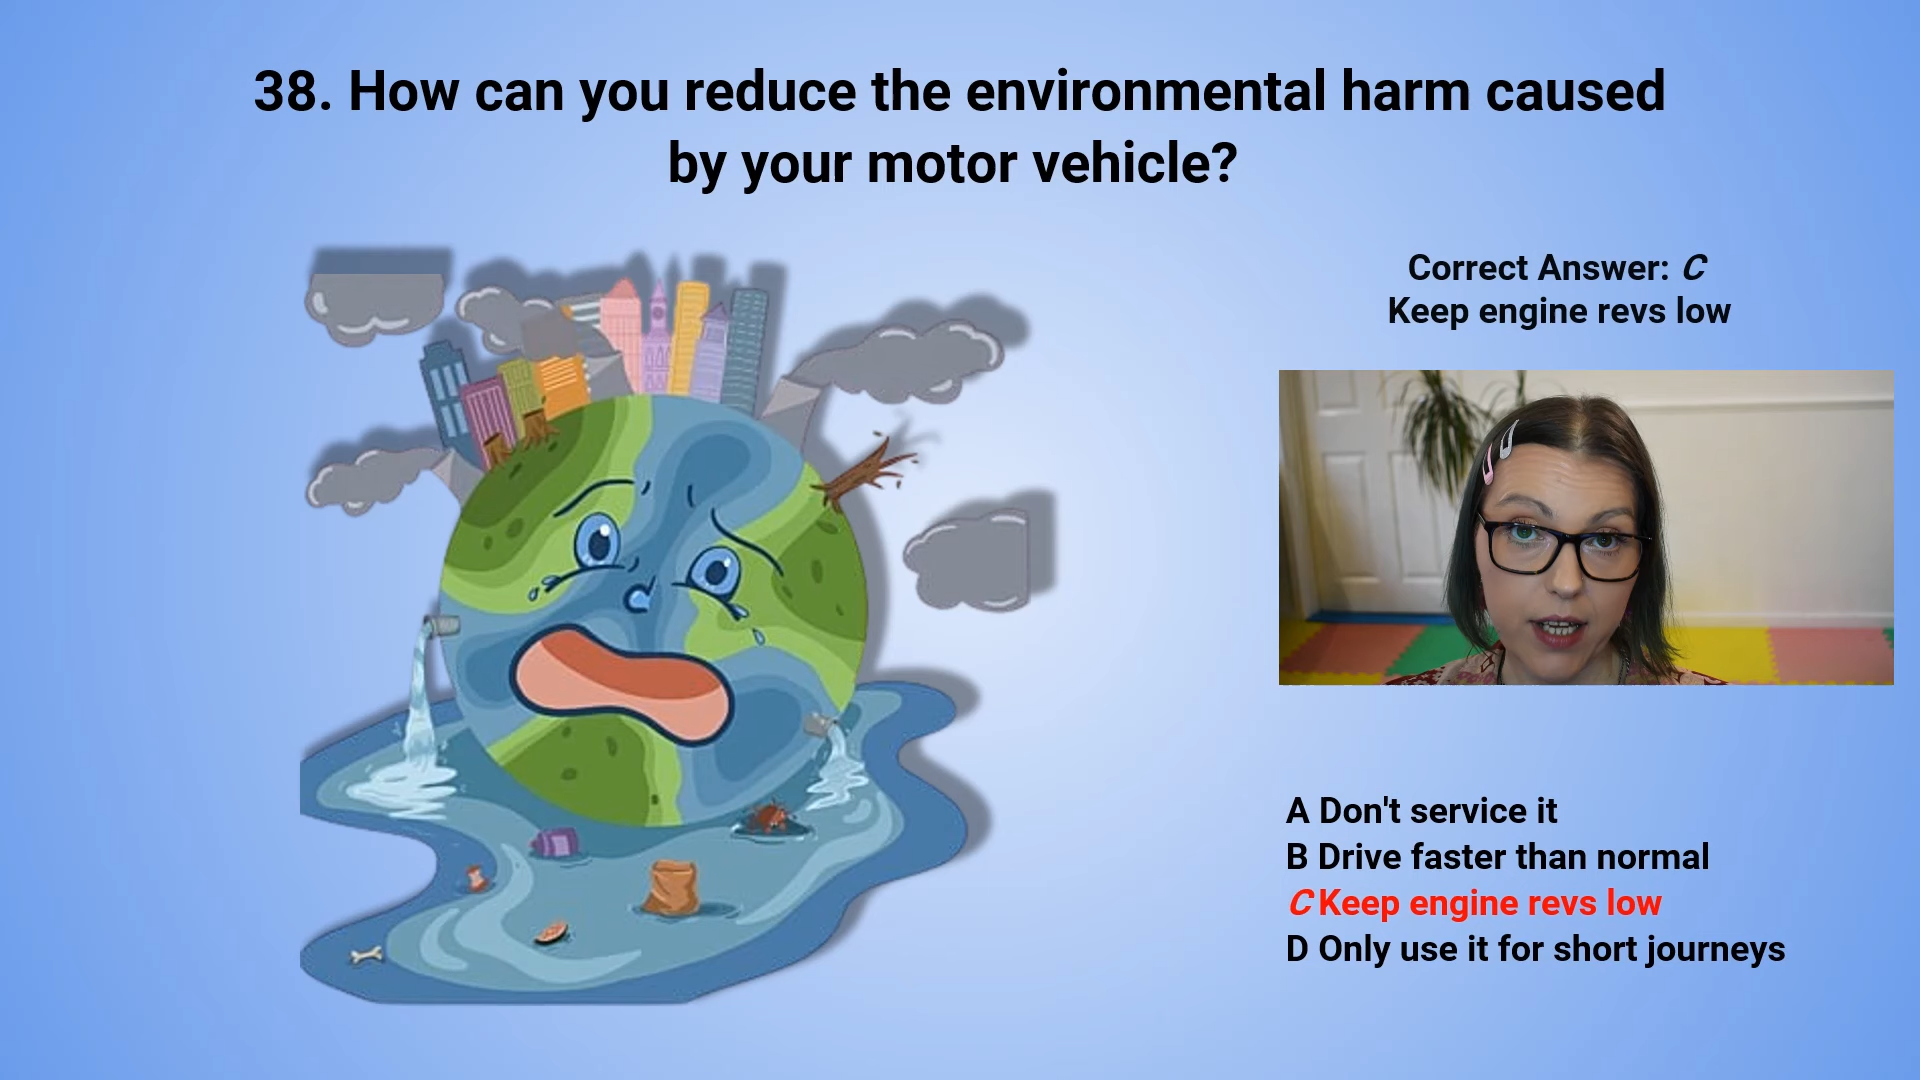 38. How can you reduce the environmental harm caused
by your motor vehicle?
Correct Answer: C
Keep engine revs low
A Don't service it
B Drive faster than normal
C Keep engine revs low
D Only use it for short journeys